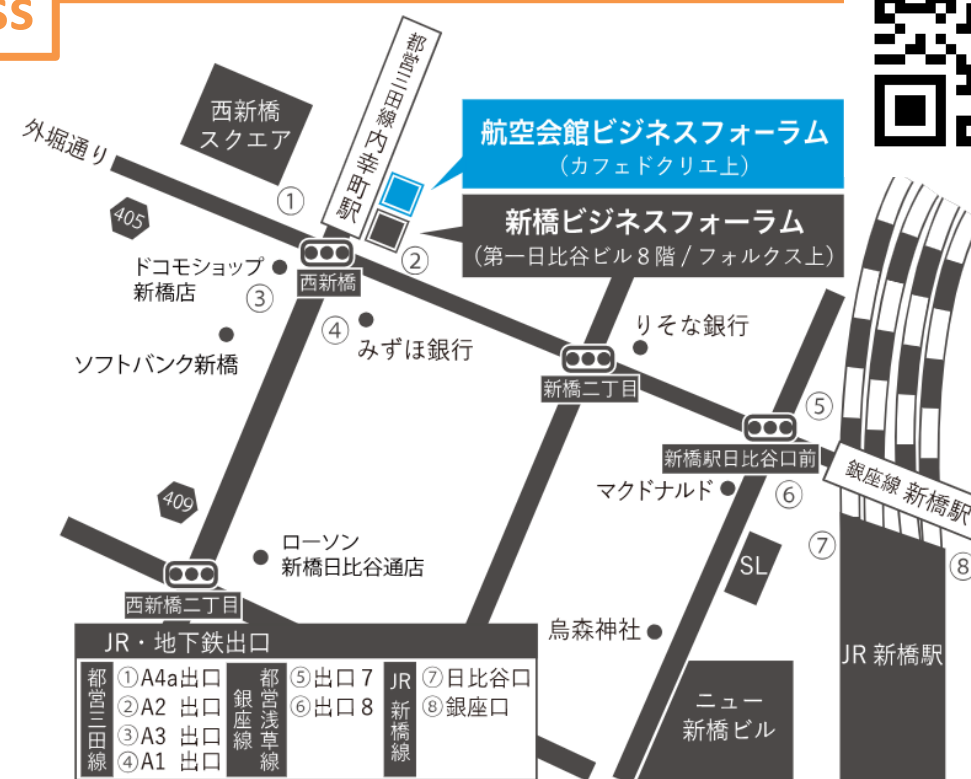 ss
都営三田線内幸町駅
西新橋
スクエア
外堀通り
航空会館ビジネスフォーラム
(カフェドクリエ上)
新橋ビジネスフォーラム
(第一日比谷ビル8階/フォルクス上)
405
①
②
ドコモショップ
新橋店
③
西新橋
④
みずほ銀行
ソフトバンク新橋
りそな銀行
新橋二丁目
⑤
新橋駅日比谷口前
マクドナルド
⑥
銀座線 新橋駅
409
ローソン
新橋日比谷通店
⑦
SL
⑧
西新橋二丁目
烏森神社
JR 新橋駅
ニュー
新橋ビル
JR・地下鉄出口
都営三田線
①A4a出口
②A2 出口
③A3 出口
④A1 出口
銀座線
都営浅草線
⑤出口7
⑥出口8
JR新橋線
⑦日比谷口
⑧銀座口